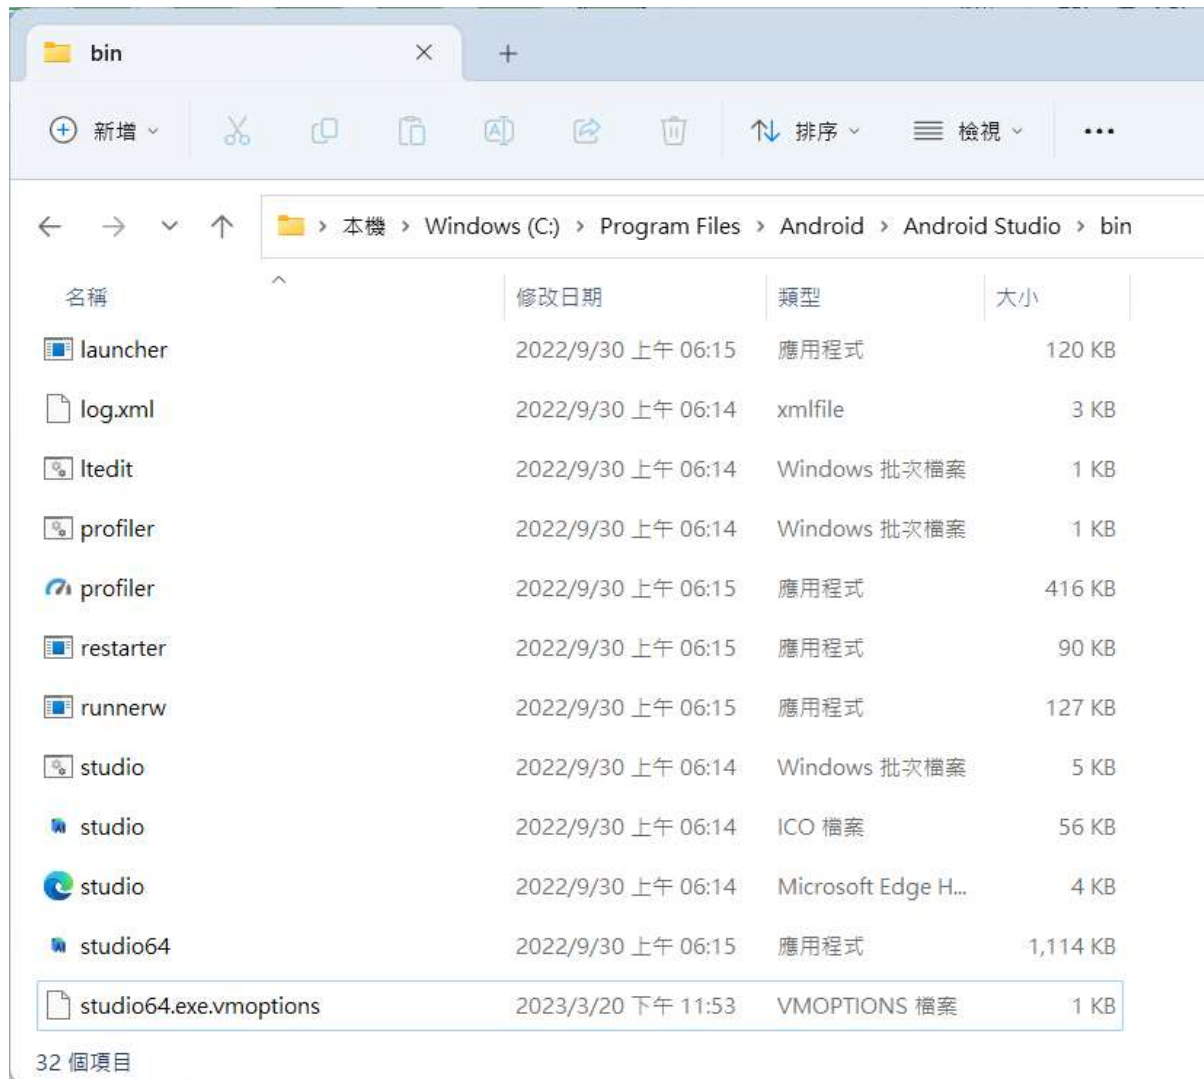 bin
新增 排序 檢視
本機 Windows (C:) Program Files Android Android Studio bin
名稱 修改日期 類型 大小
launcher 2022/9/30 上午 06:15 應用程式 120 KB
log.xml 2022/9/30 上午 06:14 xmlfile 3 KB
ltedit 2022/9/30 上午 06:14 Windows 批次檔案 1 KB
profiler 2022/9/30 上午 06:14 Windows 批次檔案 1 KB
profiler 2022/9/30 上午 06:15 應用程式 416 KB
restarter 2022/9/30 上午 06:15 應用程式 90 KB
runnerw 2022/9/30 上午 06:15 應用程式 127 KB
studio 2022/9/30 上午 06:14 Windows 批次檔案 5 KB
studio 2022/9/30 上午 06:14 ICO 檔案 56 KB
studio 2022/9/30 上午 06:14 Microsoft Edge H... 4 KB
studio64 2022/9/30 上午 06:15 應用程式 1,114 KB
studio64.exe.vmoptions 2023/3/20 下午 11:53 VMOPTIONS 檔案 1 KB
32 個項目